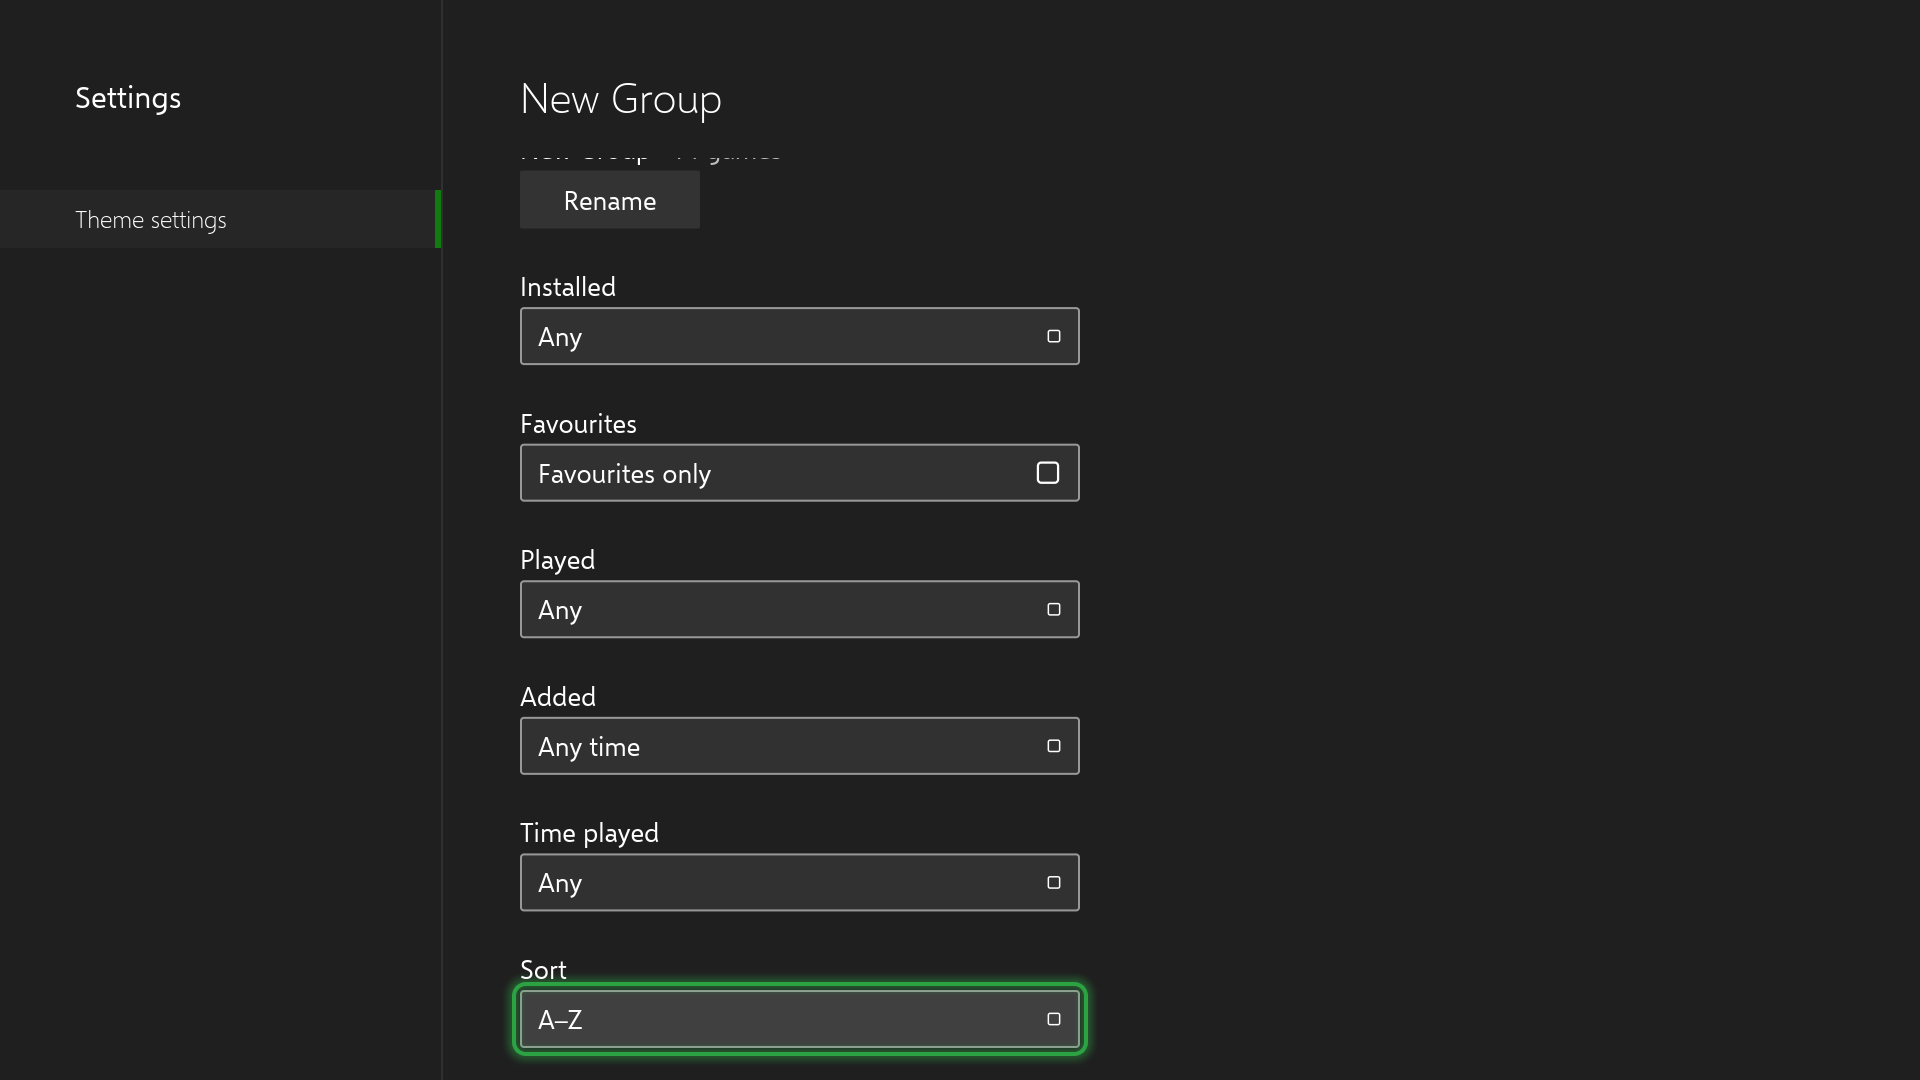 Settings
Theme settings
New Group
Rename
Installed
Any
Favourites
Favourites only
Played
Any
Added
Any time
Time played
Any
Sort
A–Z